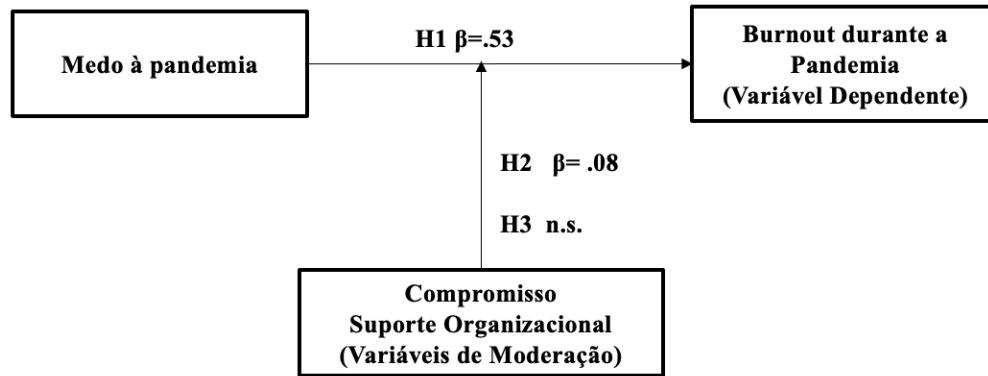 Medo à pandemia
H1 β=.53
Burnout durante a
Pandemia
(Variável Dependente)
H2 β= .08
H3 n.s.
Compromisso
Suporte Organizacional
(Variáveis de Moderação)